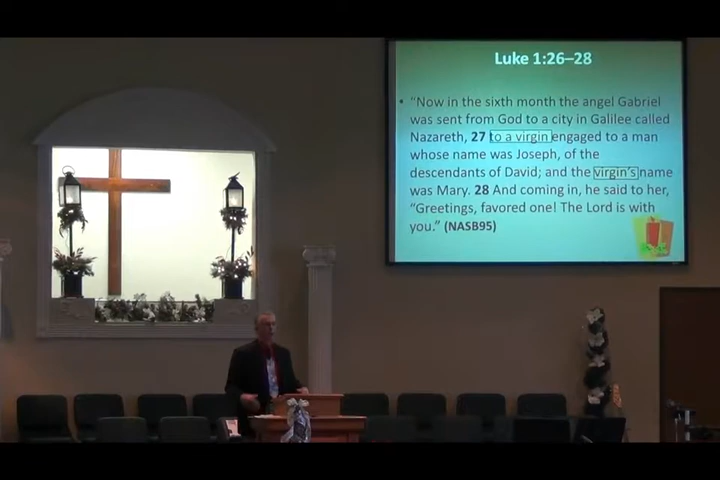 Luke 1:26–28
• “Now in the sixth month the angel Gabriel
was sent from God to a city in Galilee called
Nazareth, 27 to a virgin engaged to a man
whose name was Joseph, of the
descendants of David; and the virgin’s name
was Mary. 28 And coming in, he said to her,
“Greetings, favored one! The Lord is with
you.” (NASB95)